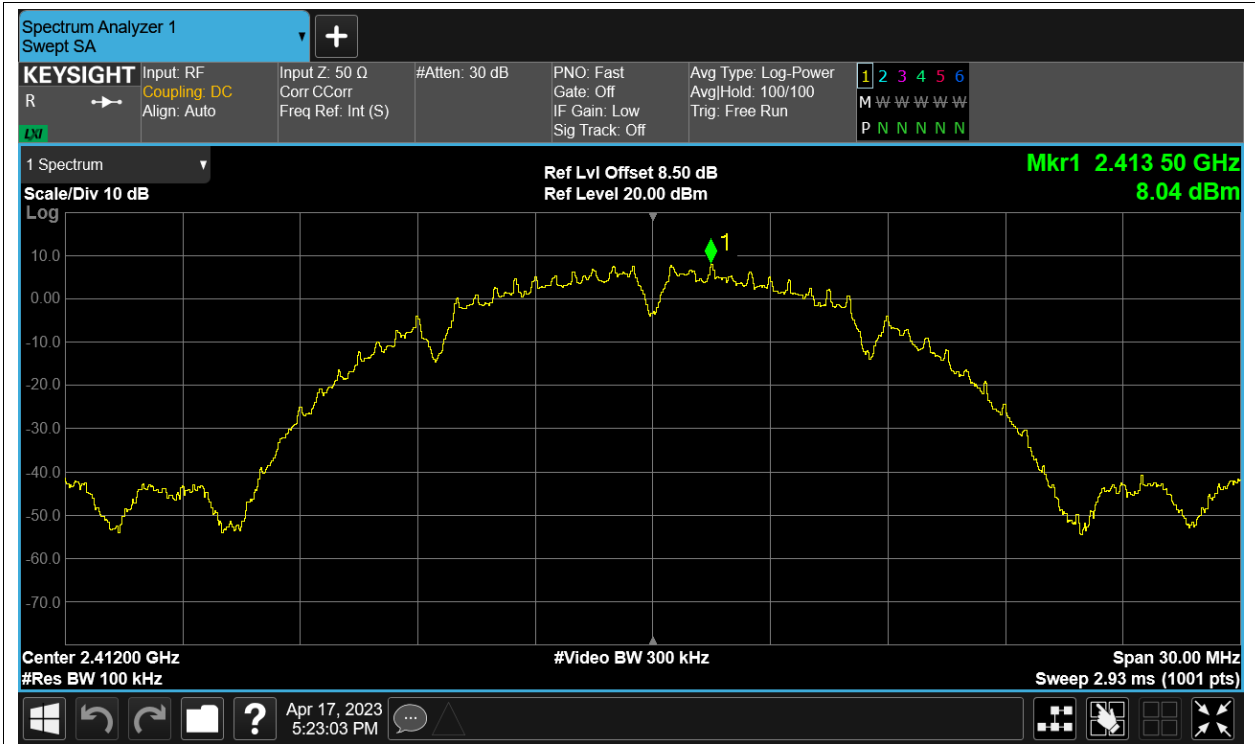 Spectrum Analyzer 1
Swept SA
+
KEYSIGHT
R
LXI
Input: RF
Coupling: DC
Align: Auto
Input Z: 50 Ω
Corr CCorr
Freq Ref: Int (S)
#Atten: 30 dB
PNO: Fast
Gate: Off
IF Gain: Low
Sig Track: Off
Avg Type: Log-Power
Avg|Hold: 100/100
Trig: Free Run
1 2 3 4 5 6
M W W W W W
P N N N N N
1 Spectrum
Scale/Div 10 dB
Ref Lvl Offset 8.50 dB
Ref Level 20.00 dBm
Mkr1 2.413 50 GHz
8.04 dBm
Log
1
10.0
0.00
-10.0
-20.0
-30.0
-40.0
-50.0
-60.0
-70.0
Center 2.41200 GHz
#Video BW 300 kHz
Span 30.00 MHz
#Res BW 100 kHz
Sweep 2.93 ms (1001 pts)
?
Apr 17, 2023
5:23:03 PM